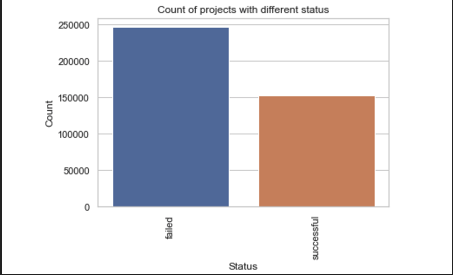 Count of projects with different status
250000
200000
150000
100000
50000
0
Count
failed
successful
Status